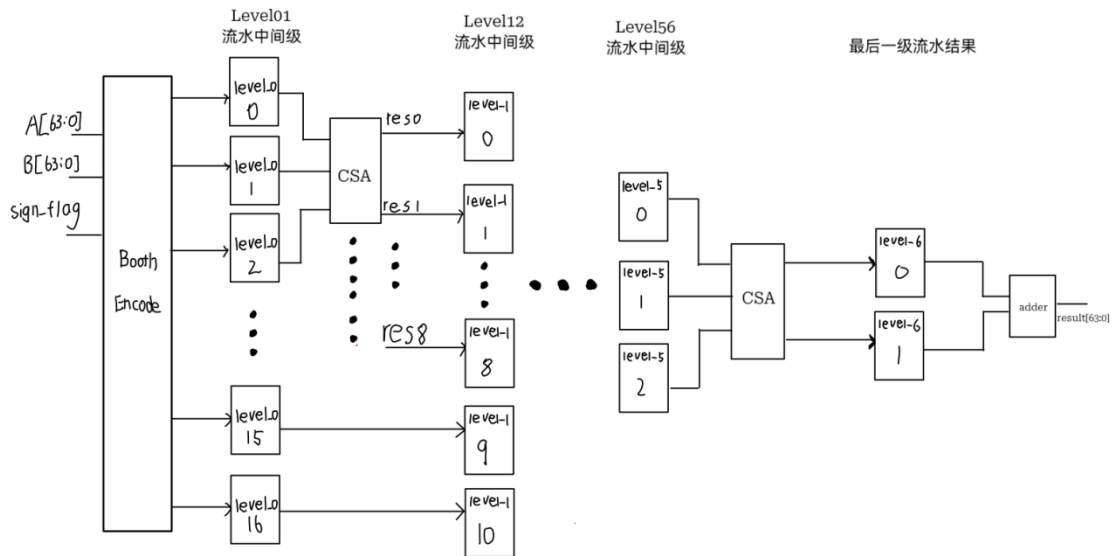 Level01
流水中间级
Level12
流水中间级
Level56
流水中间级
最后一级流水结果
A[63:0]
B[63:0]
sign_flag
Booth
Encode
level_0
0
level_0
1
level_0
2
level_0
15
level_0
16
CSA
res0
res1
res8
level-1
0
level-1
1
level-1
8
level-1
9
level-1
10
level-5
0
level-5
1
level-5
2
CSA
level-6
0
level-6
1
adder
result[63:0]